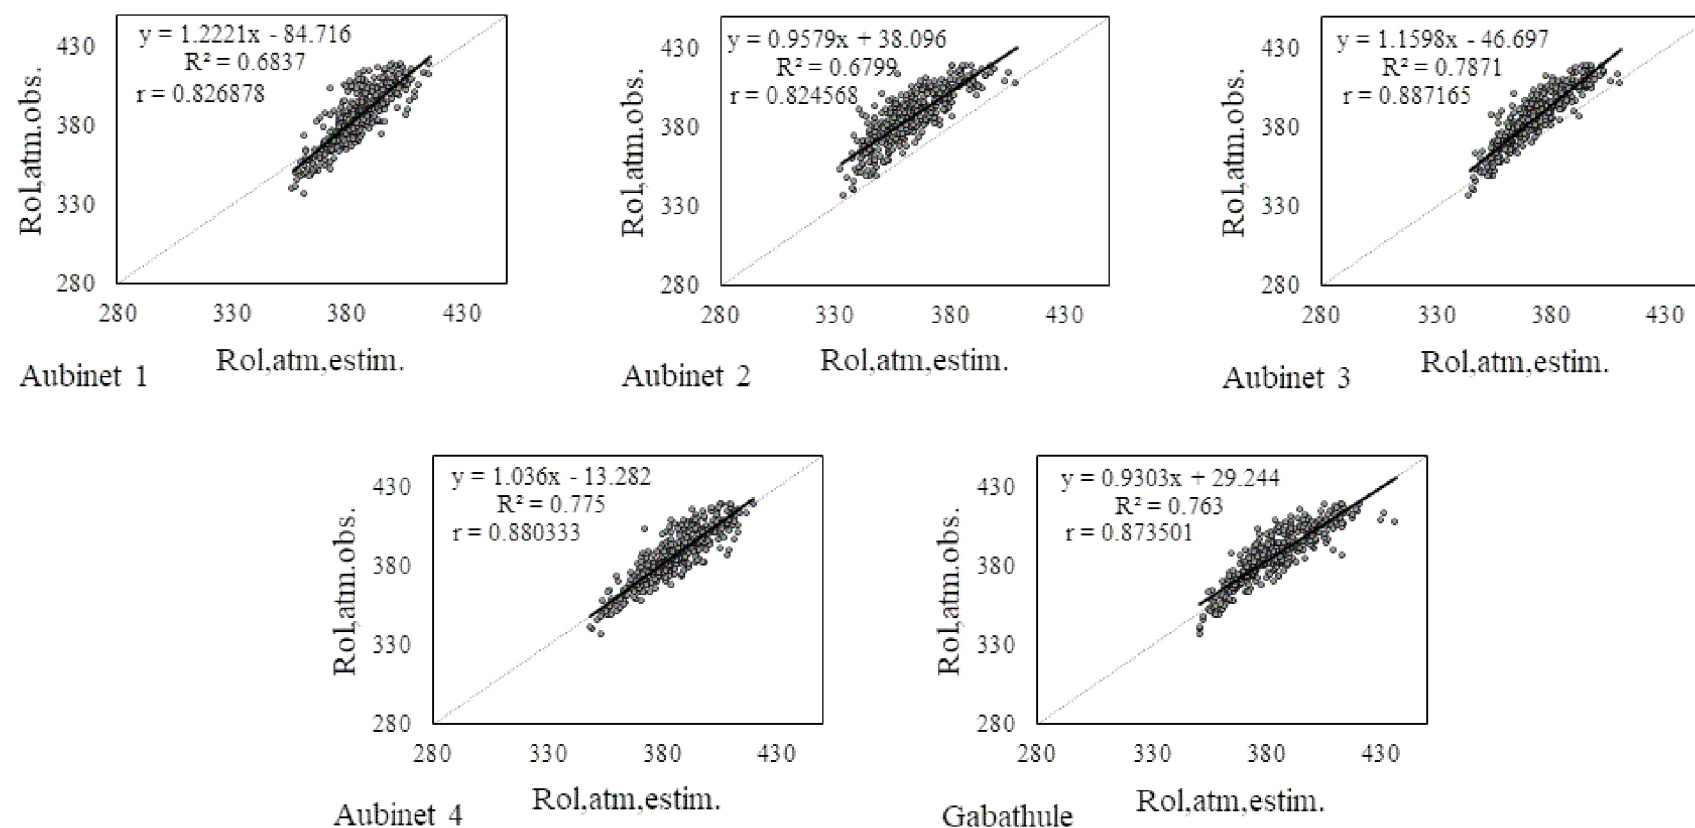 y = 1.2221x - 84.716
R² = 0.6837
r = 0.826878
430
380
330
280
Rol,atm.obs.
280 330 380 430
Rol,atm,estim.
Aubinet 1
y = 0.9579x + 38.096
R² = 0.6799
r = 0.824568
430
380
330
280
Rol,atm.obs.
280 330 380 430
Rol,atm,estim.
Aubinet 2
y = 1.1598x - 46.697
R² = 0.7871
r = 0.887165
430
380
330
280
Rol,atm.obs.
280 330 380 430
Rol,atm,estim.
Aubinet 3
y = 1.036x - 13.282
R² = 0.775
r = 0.880333
430
380
330
280
Rol,atm.obs.
280 330 380 430
Rol,atm,estim.
Aubinet 4
y = 0.9303x + 29.244
R² = 0.763
r = 0.873501
430
380
330
280
Rol,atm.obs.
280 330 380 430
Rol,atm,estim.
Gabathule